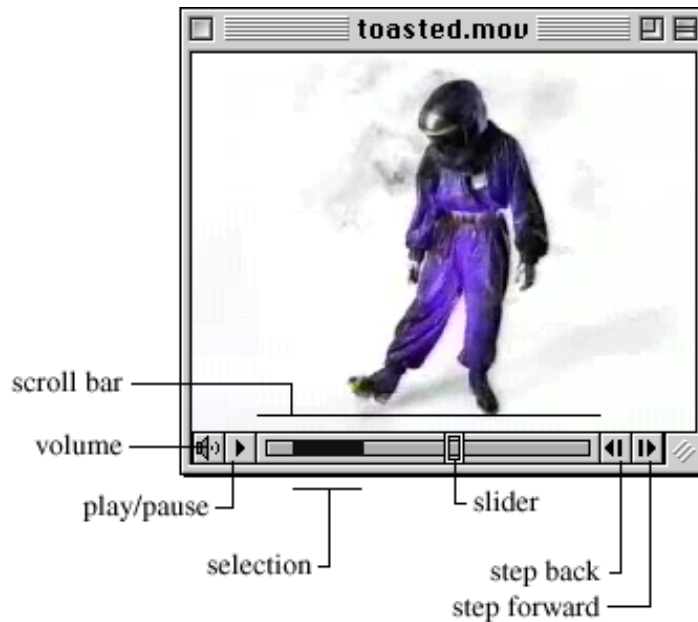 toasted.mov
scroll bar
volume
play/pause
slider
selection
step back
step forward